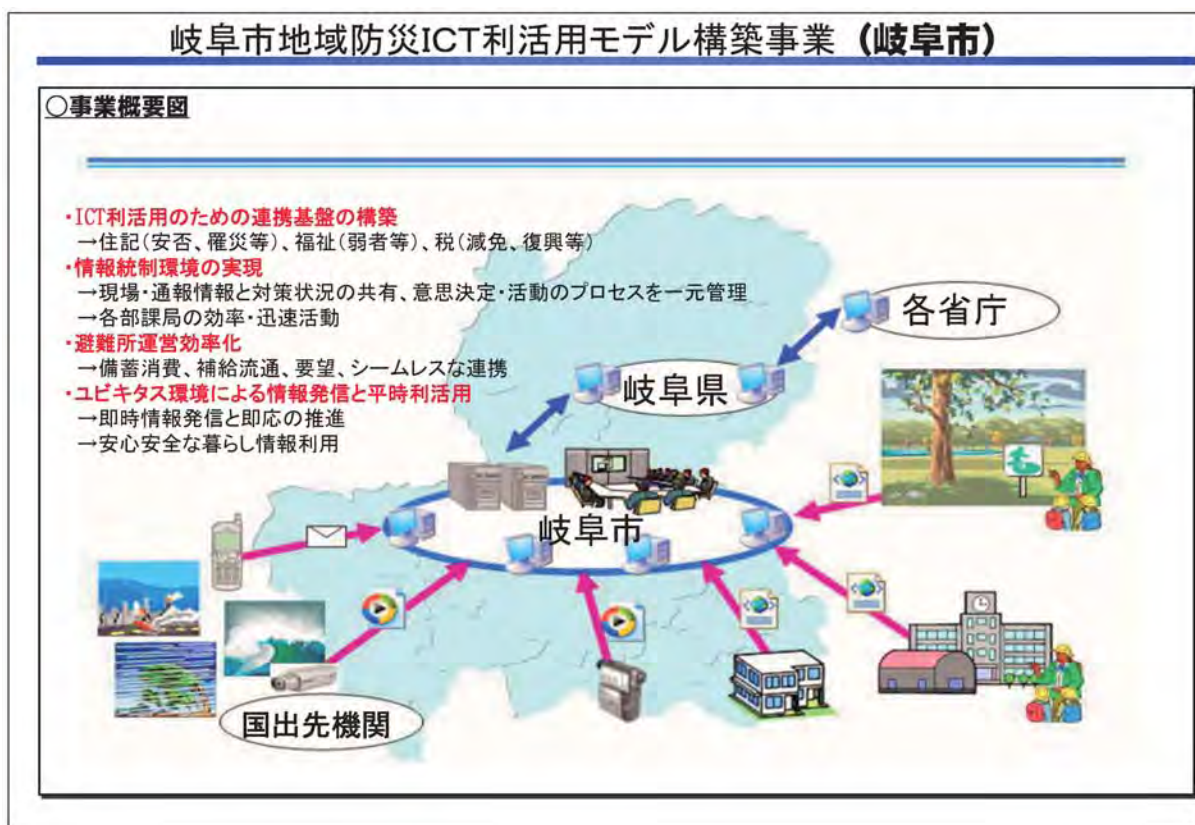 岐阜市地域防災ICT利活用モデル構築事業（岐阜市）
○事業概要図
・ICT利活用のための連携基盤の構築
→住記（安否、罹災等）、福祉（弱者等）、税（減免、復興等）
・情報統制環境の実現
→現場・通報情報と対策状況の共有、意思決定・活動のプロセスを一元管理
→各部課局の効率・迅速活動
・避難所運営効率化
→備蓄消費、補給流通、要望、シームレスな連携
・ユビキタス環境による情報発信と平時利活用
→即時情報発信と即応の推進
→安心安全な暮らし情報利用
各省庁
岐阜県
岐阜市
国出先機関